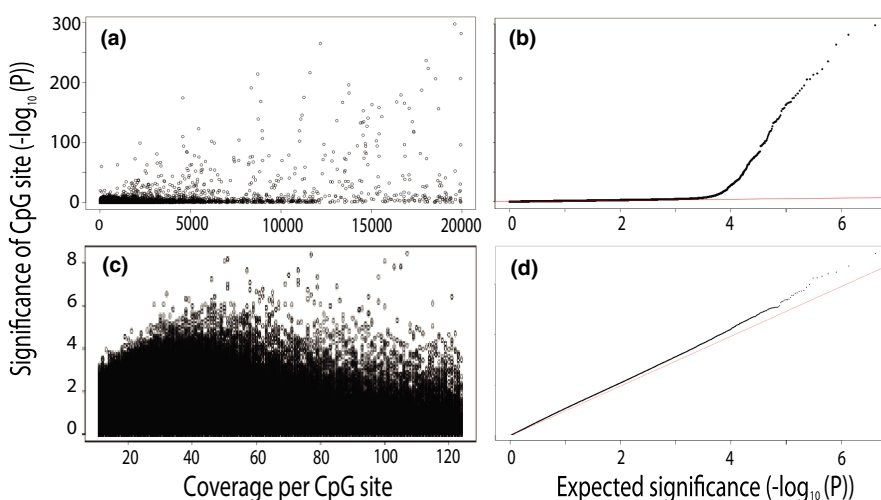 Significance of CpG site (-log₁₀ (P))
(a)
300
200
100
0
0 5000 10000 15000 20000
(b)
0 2 4 6
(c)
8
6
4
2
0
20 40 60 80 100 120
Coverage per CpG site
(d)
0 2 4 6
Expected significance (-log₁₀ (P))